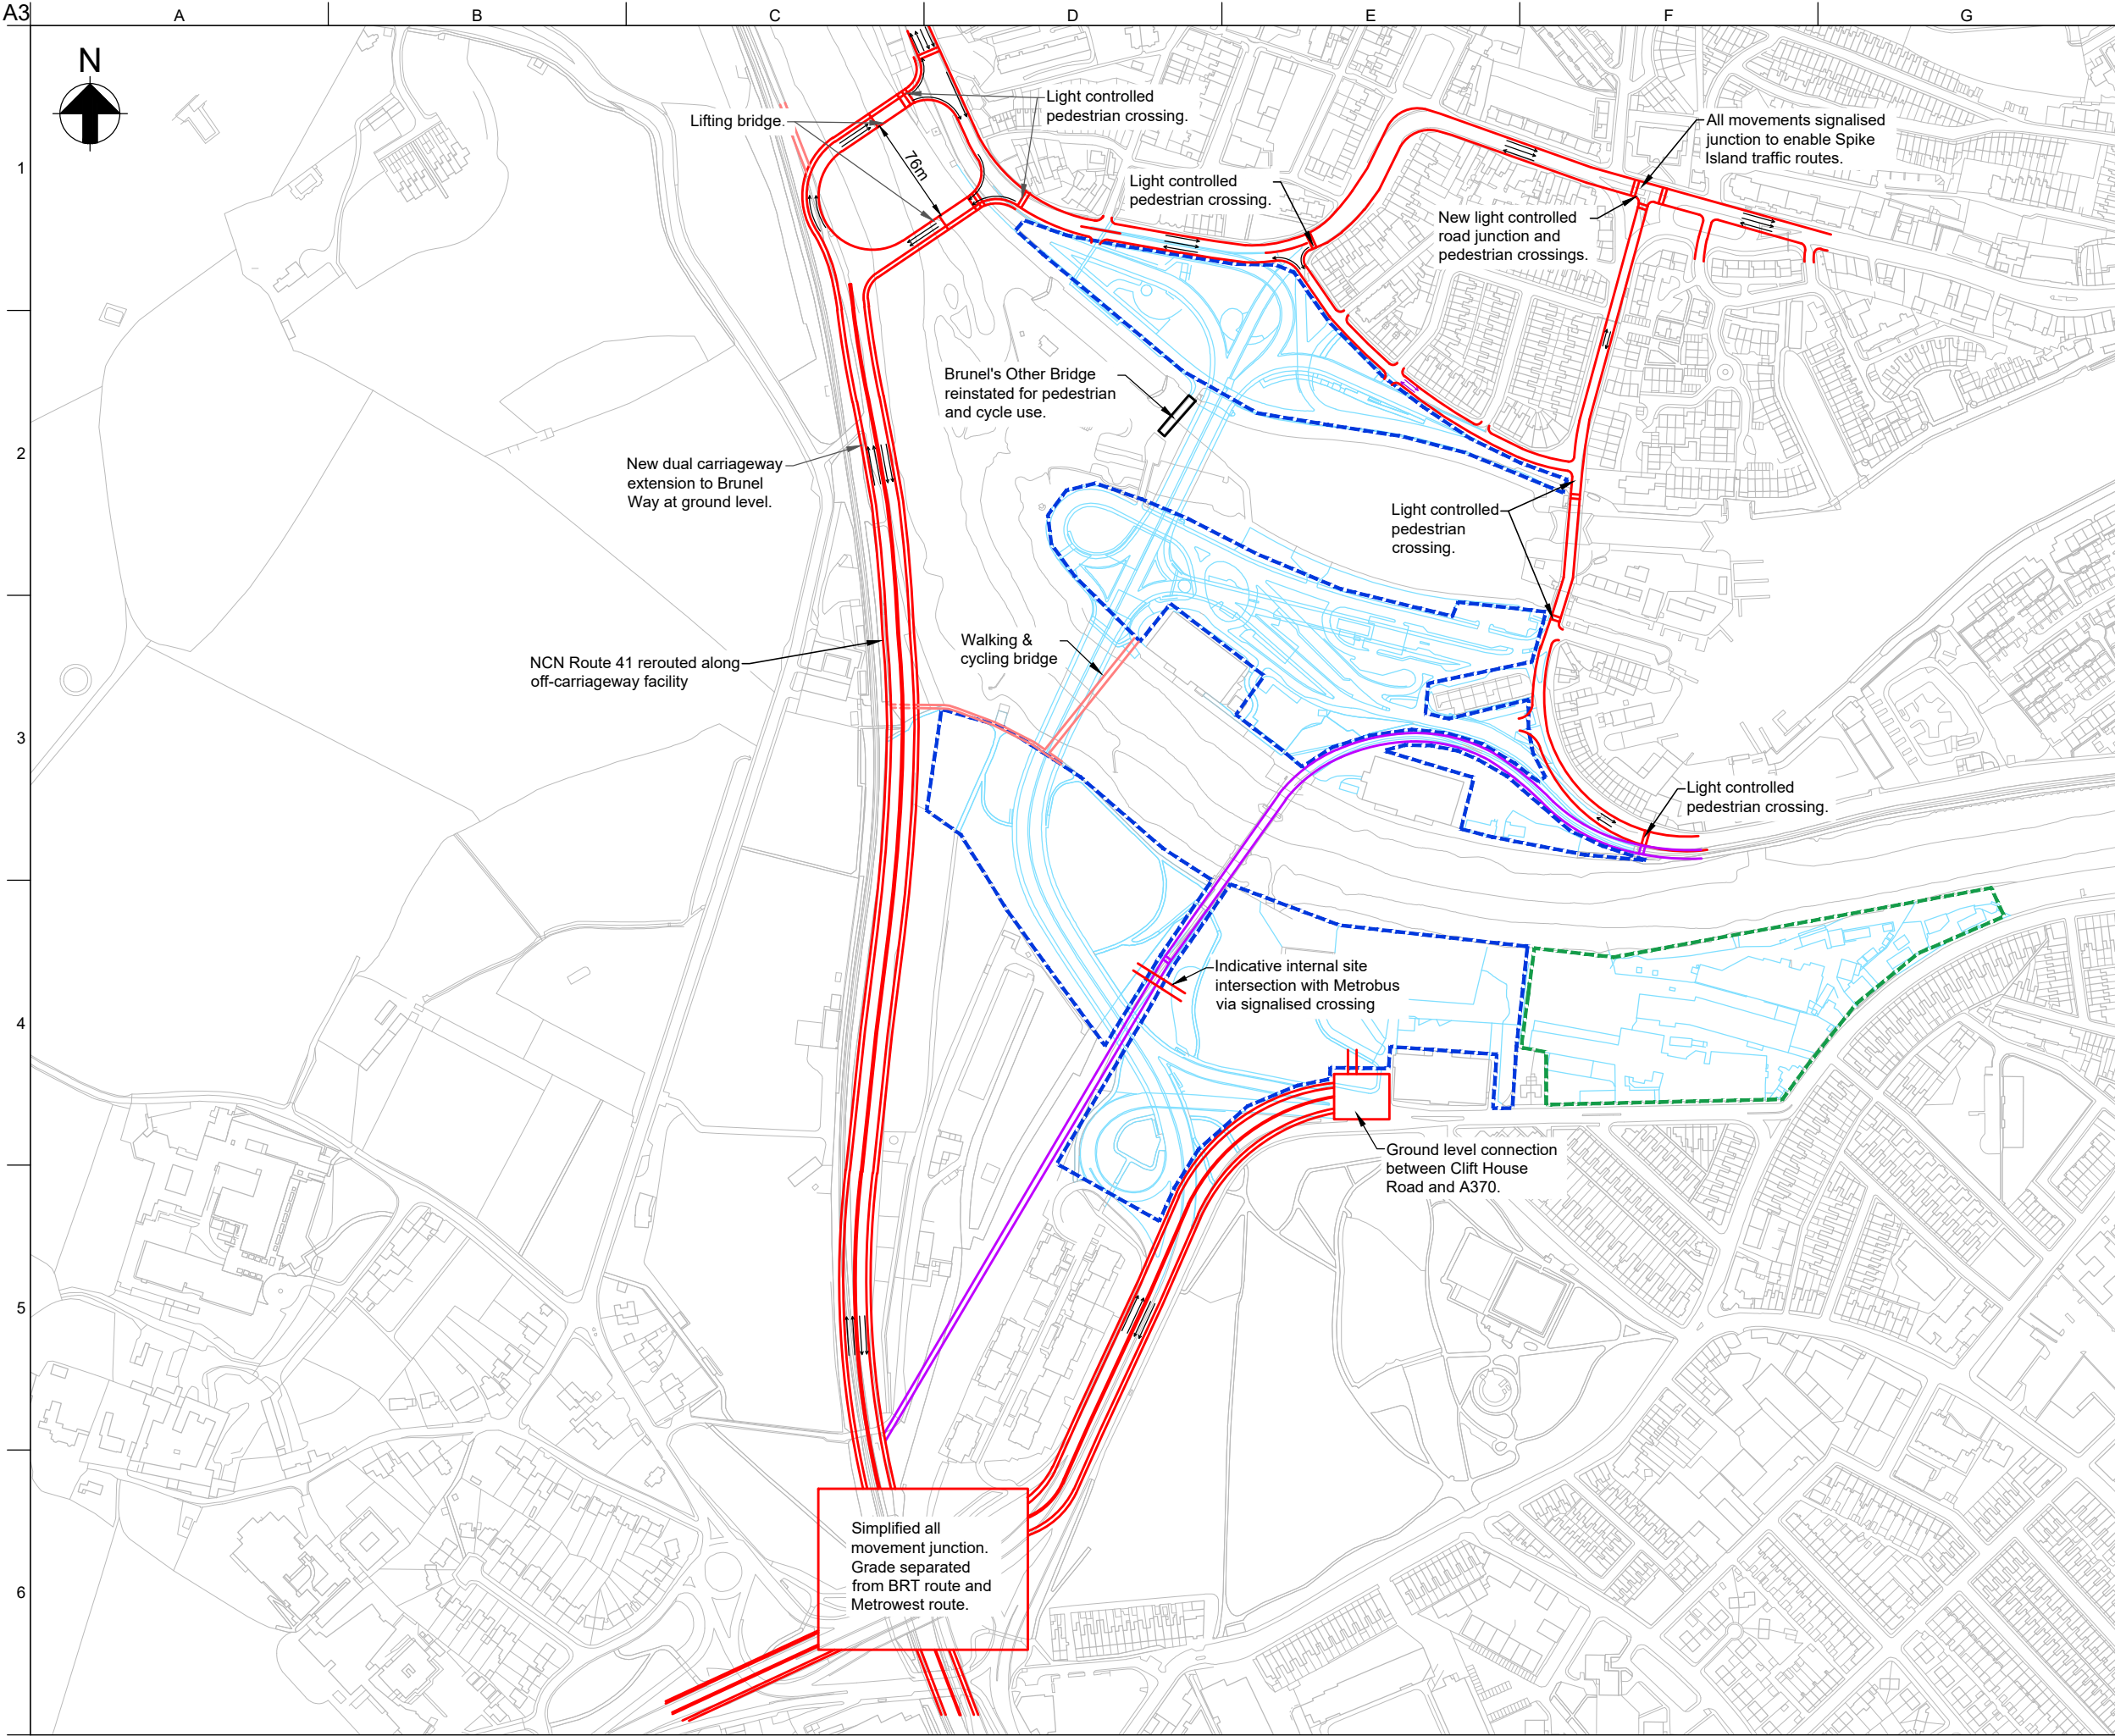 A3
A
B
C
D
E
F
G
N
1
2
3
4
5
6
Lifting bridge.
76m
Light controlled
pedestrian crossing.
Light controlled
pedestrian crossing.
All movements signalised
junction to enable Spike
Island traffic routes.
New light controlled
road junction and
pedestrian crossings.
Brunel's Other Bridge
reinstated for pedestrian
and cycle use.
New dual carriageway
extension to Brunel
Way at ground level.
Light controlled
pedestrian
crossing.
NCN Route 41 rerouted along
off-carriageway facility
Walking &
cycling bridge
Light controlled
pedestrian crossing.
Indicative internal site
intersection with Metrobus
via signalised crossing
Ground level connection
between Clift House
Road and A370.
Simplified all
movement junction.
Grade separated
from BRT route and
Metrowest route.